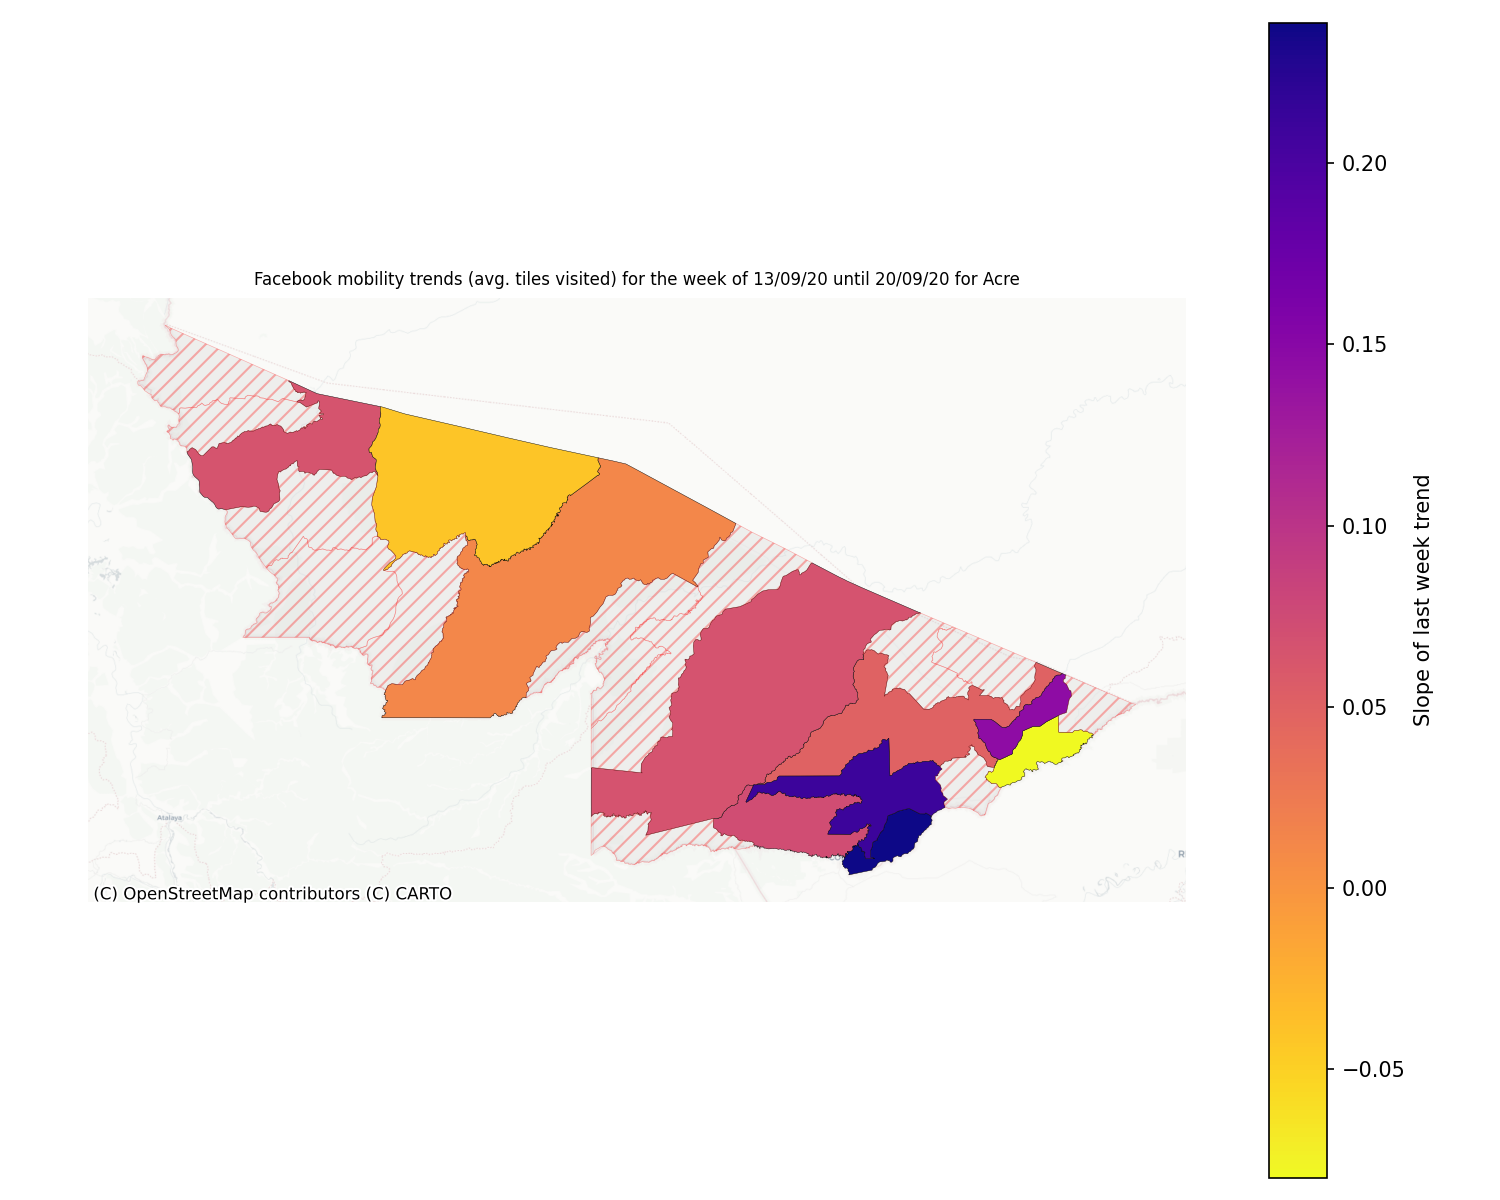 Facebook mobility trends (avg. tiles visited) for the week of 13/09/20 until 20/09/20 for Acre
Atalaya
(C) OpenStreetMap contributors (C) CARTO
0.20
0.15
0.10
0.05
0.00
−0.05
Slope of last week trend